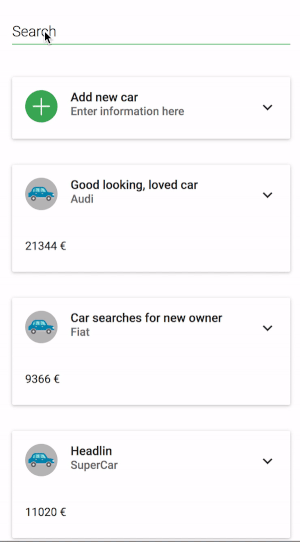 Search
Add new car
Enter information here
Good looking, loved car
Audi
21344 €
Car searches for new owner
Fiat
9366 €
Headlin
SuperCar
11020 €